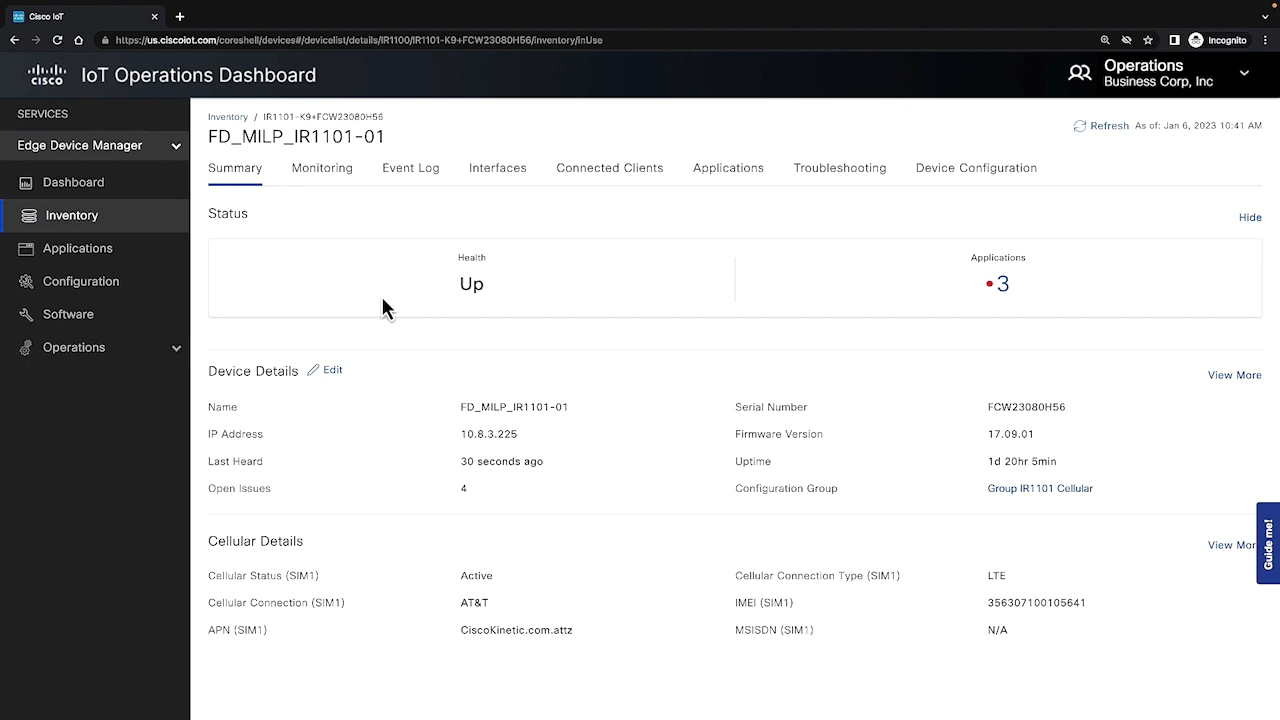 Cisco IoT
https://us.ciscoiot.com/coreshell/devices#/devicelist/details/IR1100/IR1101-K9+FCW23080H56/inventory/inUse
Incognito
cisco
IoT Operations Dashboard
Operations
Business Corp, Inc
SERVICES
Edge Device Manager
Dashboard
Inventory
Applications
Configuration
Software
Operations
Inventory / IR1101-K9+FCW23080H56
FD_MILP_IR1101-01
Refresh As of: Jan 6, 2023 10:41 AM
Summary Monitoring Event Log Interfaces Connected Clients Applications Troubleshooting Device Configuration
Status
Hide
Health
Up
Applications
3
Device Details Edit
View More
Name FD_MILP_IR1101-01 Serial Number FCW23080H56
IP Address 10.8.3.225 Firmware Version 17.09.01
Last Heard 30 seconds ago Uptime 1d 20hr 5min
Open Issues 4 Configuration Group Group IR1101 Cellular
Cellular Details
View Mor
Cellular Status (SIM1) Active Cellular Connection Type (SIM1) LTE
Cellular Connection (SIM1) AT&T IMEI (SIM1) 356307100105641
APN (SIM1) CiscoKinetic.com.attz MSISDN (SIM1) N/A
Guide me!